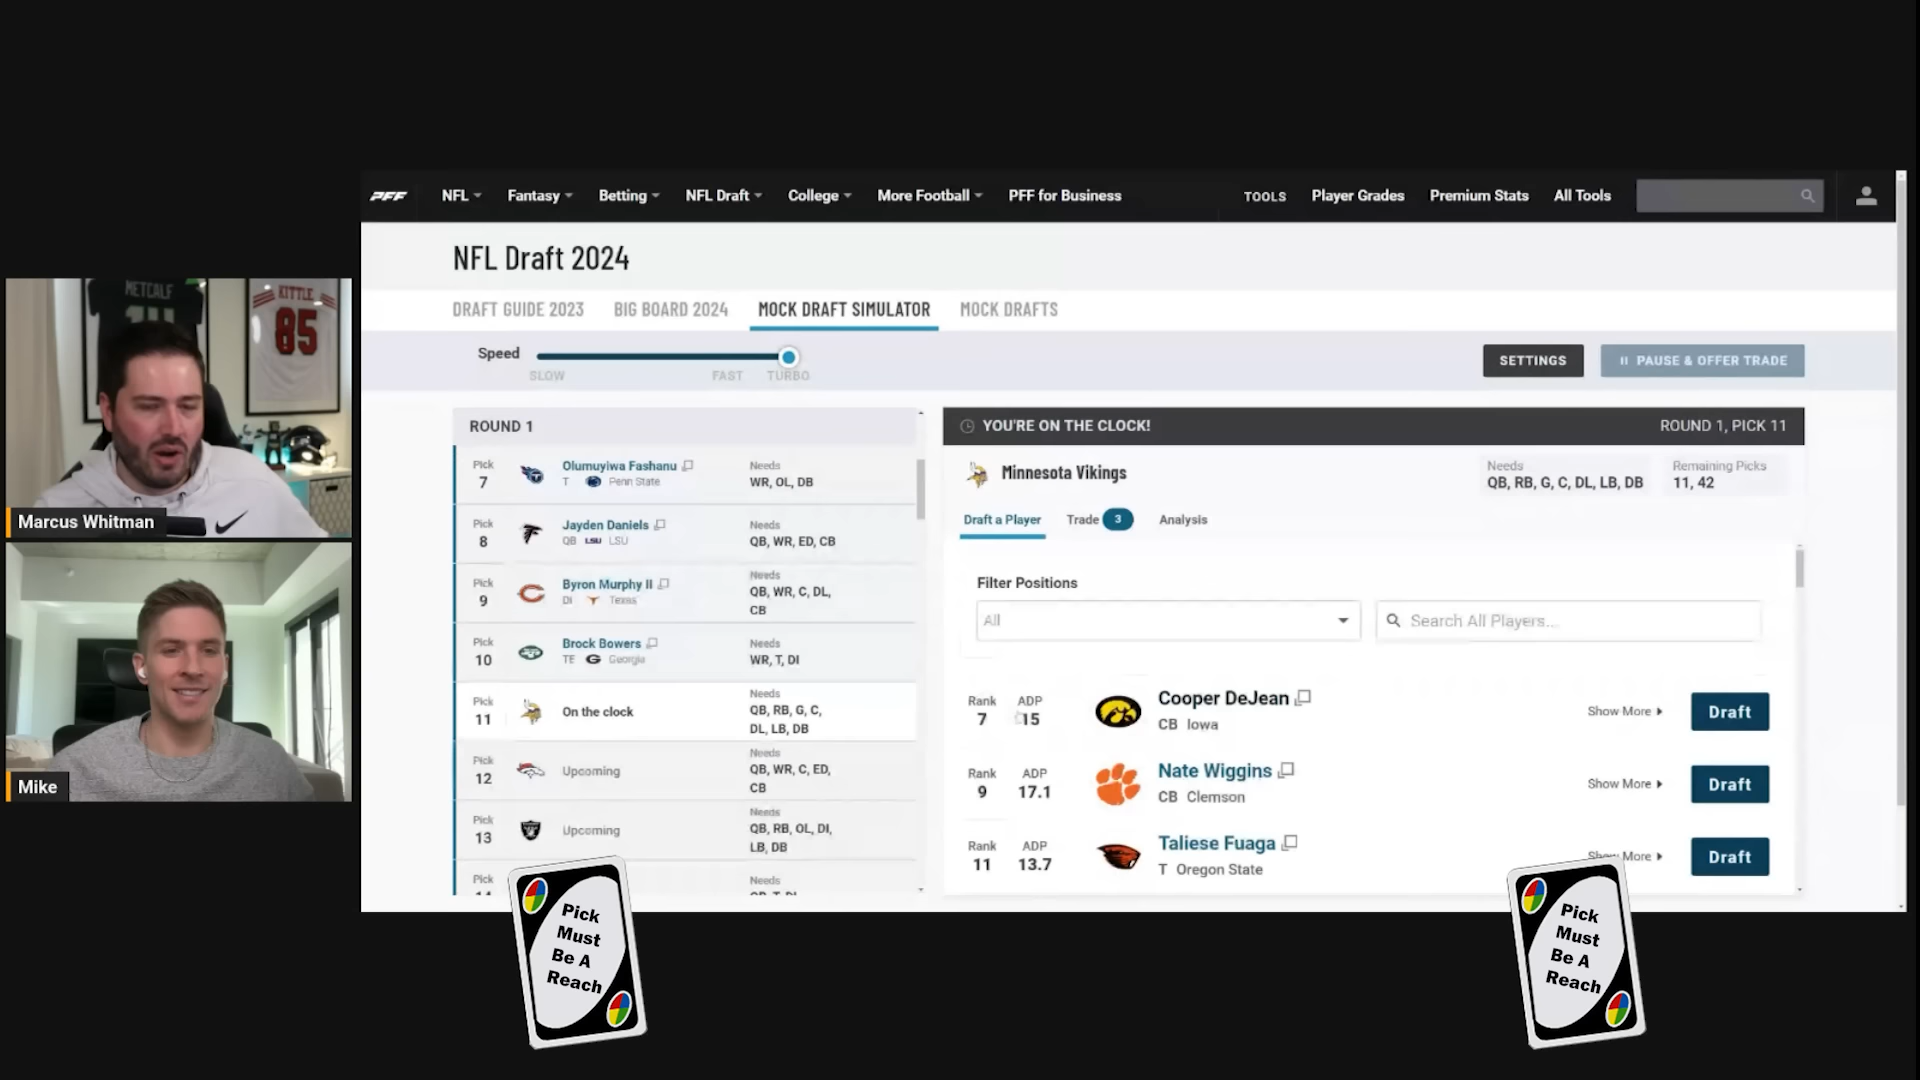 PFF
NFL
Fantasy
Betting
NFL Draft
College
More Football
PFF for Business
TOOLS
Player Grades
Premium Stats
All Tools
NFL Draft 2024
DRAFT GUIDE 2023
BIG BOARD 2024
MOCK DRAFT SIMULATOR
MOCK DRAFTS
Speed
SLOW
FAST
TURBO
SETTINGS
PAUSE & OFFER TRADE
METCALF
KITTLE
85
Marcus Whitman
Mike
ROUND 1
Pick
7
Olumuyiwa Fashanu
T
Penn State
Needs
WR, OL, DB
Pick
8
Jayden Daniels
QB
LSU
LSU
Needs
QB, WR, ED, CB
Pick
9
Byron Murphy II
DI
Texas
Needs
QB, WR, C, DL,
CB
Pick
10
Brock Bowers
TE
Georgia
Needs
WR, T, DI
Pick
11
On the clock
Needs
QB, RB, G, C,
DL, LB, DB
Pick
12
Upcoming
Needs
QB, WR, C, ED,
CB
Pick
13
Upcoming
Needs
QB, RB, OL, DI,
LB, DB
Pick
Needs
YOU'RE ON THE CLOCK!
ROUND 1, PICK 11
Minnesota Vikings
Needs
QB, RB, G, C, DL, LB, DB
Remaining Picks
11, 42
Draft a Player
Trade 3
Analysis
Filter Positions
All
Search All Players...
Rank
7
ADP
15
Cooper DeJean
CB Iowa
Show More
Draft
Rank
9
ADP
17.1
Nate Wiggins
CB Clemson
Show More
Draft
Rank
11
ADP
13.7
Taliese Fuaga
T Oregon State
Show More
Draft
Pick
Must
Be A
Reach
Pick
Must
Be A
Reach